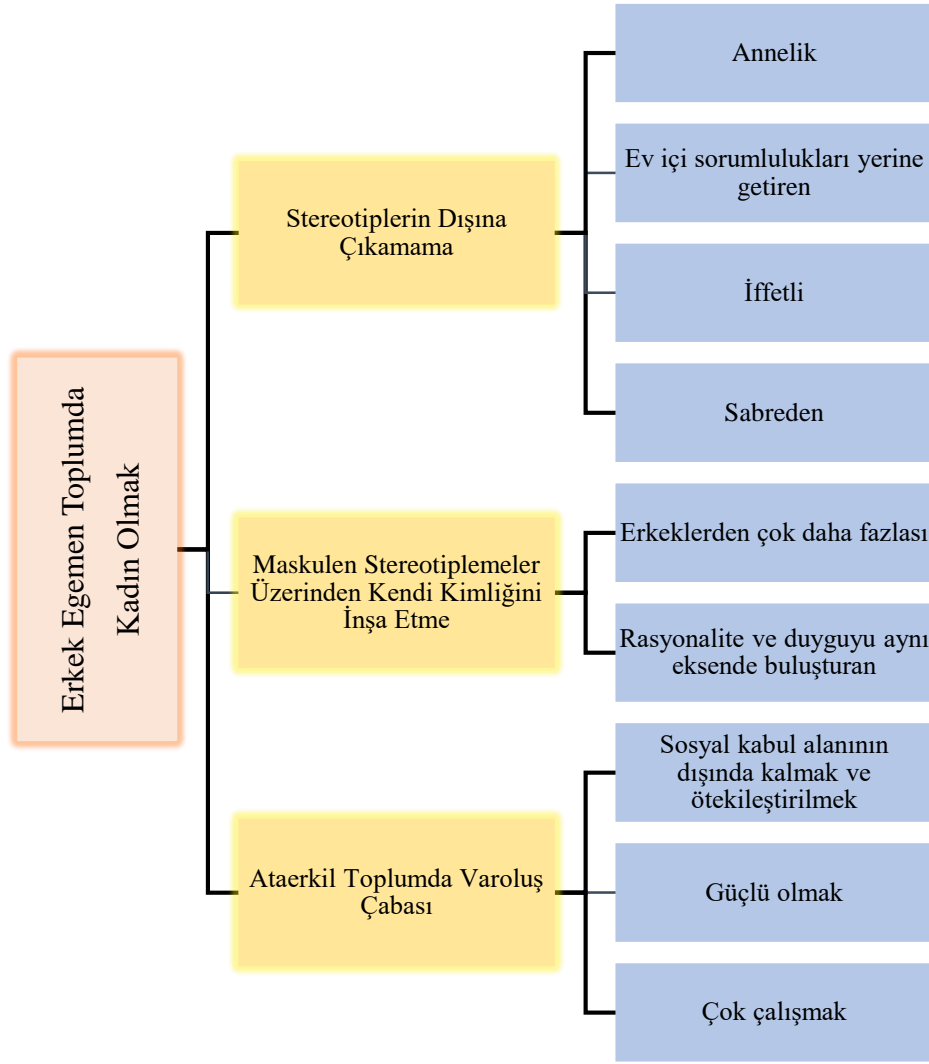 Erkek Egemen Toplumda
Kadın Olmak
Stereotiplerin Dışına
Çıkamama
Annelik
Ev içi sorumlulukları yerine
getiren
İffetli
Sabreden
Maskulen Stereotiplemeler
Üzerinden Kendi Kimliğini
İnşa Etme
Erkeklerden çok daha fazlası
Rasyonalite ve duyguyu aynı
eksende buluşturan
Ataerkil Toplumda Varoluş
Çabası
Sosyal kabul alanının
dışında kalmak ve
ötekileştirilmek
Güçlü olmak
Çok çalışmak